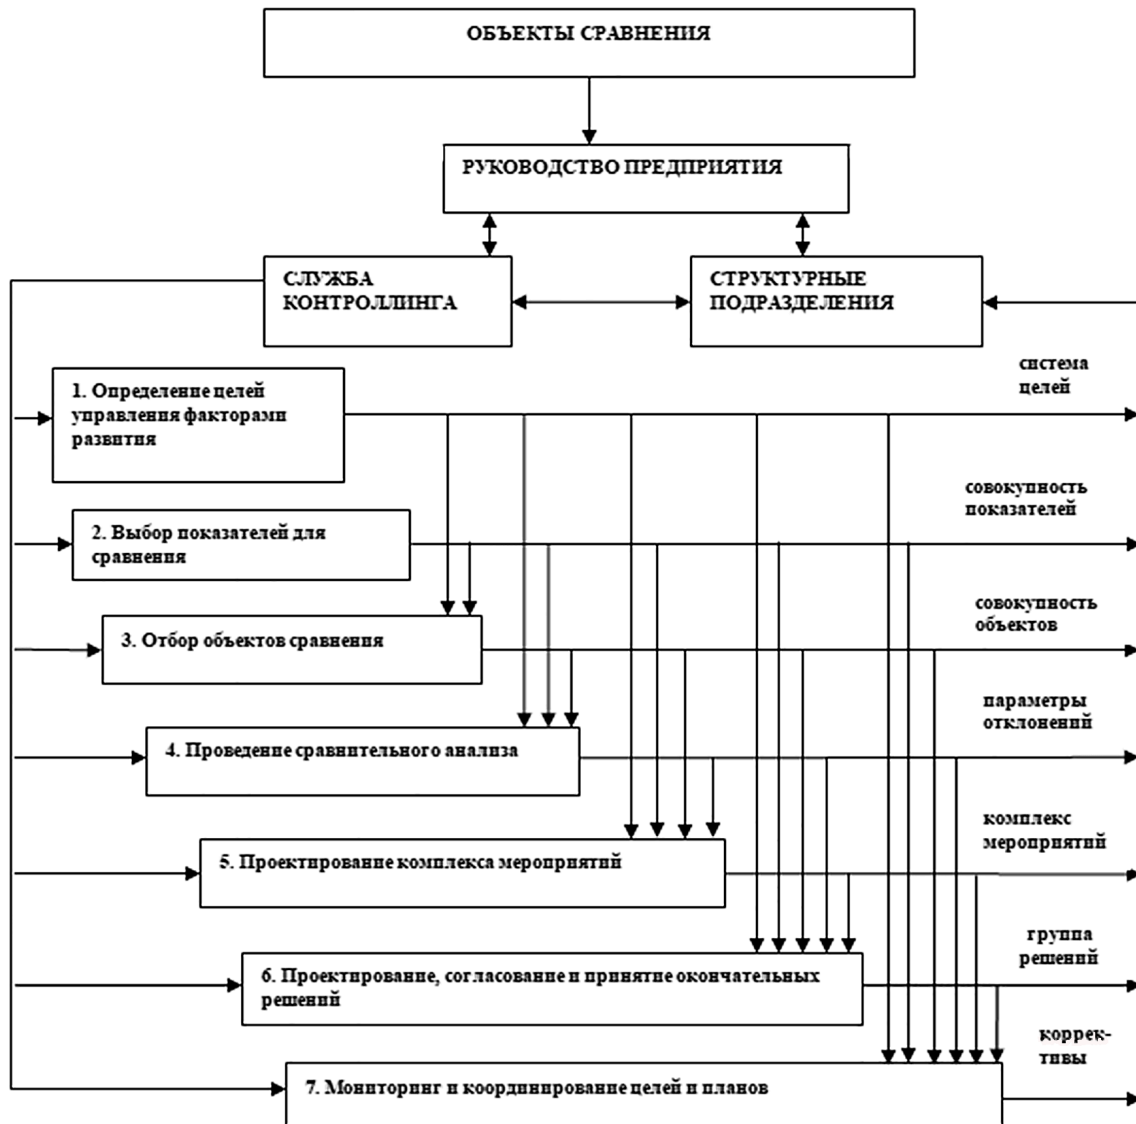 ОБЪЕКТЫ СРАВНЕНИЯ
РУКОВОДСТВО ПРЕДПРИЯТИЯ
СЛУЖБА
КОНТРОЛЛИНГА
СТРУКТУРНЫЕ
ПОДРАЗДЕЛЕНИЯ
система
целей
1. Определение целей
управления факторами
развития
совокупность
показателей
2. Выбор показателей для
сравнения
совокупность
объектов
3. Отбор объектов сравнения
параметры
отклонений
4. Проведение сравнительного анализа
комплекс
мероприятий
5. Проектирование комплекса мероприятий
группа
решений
6. Проектирование, согласование и принятие окончательных
решений
коррек-
тивы
7. Мониторинг и координирование целей и планов